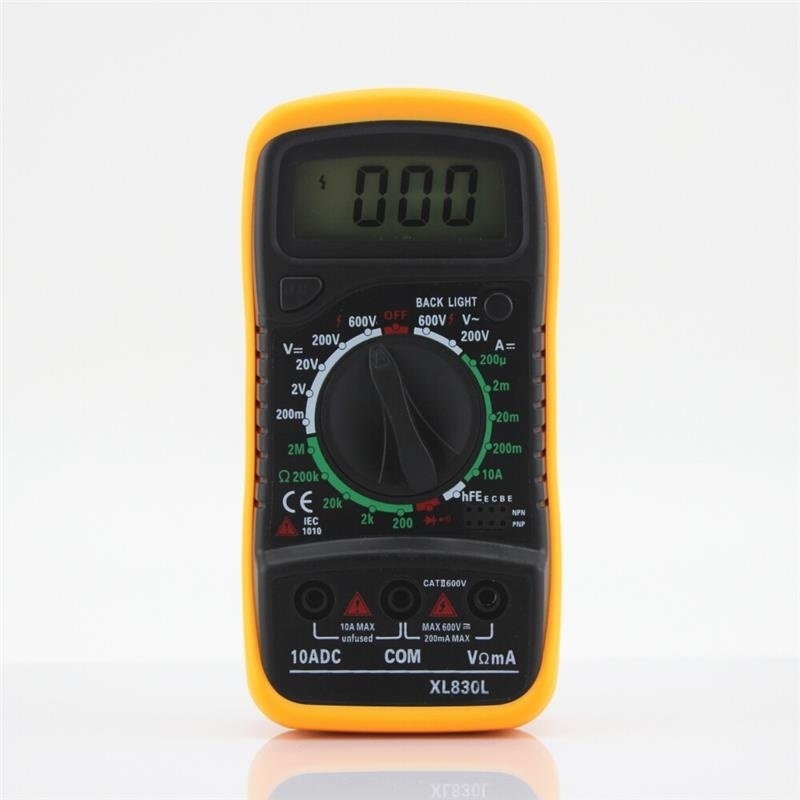 000
BACK LIGHT
600V OFF 600V V~
200V 200V
V⎓ A⎓
20V 200µ
2V 2m
200m 20m
2M 200m
Ω 200k 10A
20k hFE E C B E
2k 200
CE
IEC
1010
NPN
PNP
CATⅡ600V
10A MAX
unfused
MAX 600V ≂
200mA MAX
10ADC COM VΩmA
XL830L